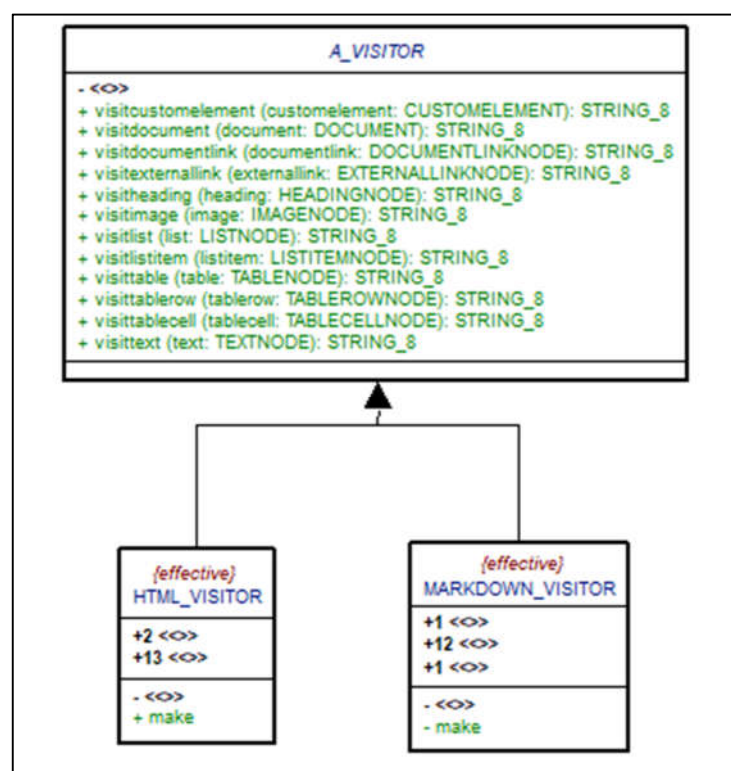 A_VISITOR
- <<>>
+ visitcustomelement (customelement: CUSTOMELEMENT): STRING_8
+ visitdocument (document: DOCUMENT): STRING_8
+ visitdocumentlink (documentlink: DOCUMENTLINKNODE): STRING_8
+ visitexternallink (externallink: EXTERNALLINKNODE): STRING_8
+ visitheading (heading: HEADINGNODE): STRING_8
+ visitimage (image: IMAGENODE): STRING_8
+ visitlist (list: LISTNODE): STRING_8
+ visitlistitem (listitem: LISTITEMNODE): STRING_8
+ visittable (table: TABLENODE): STRING_8
+ visittablerow (tablerow: TABLEROWNODE): STRING_8
+ visittablecell (tablecell: TABLECELLNODE): STRING_8
+ visittext (text: TEXTNODE): STRING_8
{effective}
HTML_VISITOR
+2 <<>>
+13 <<>>
- <<>>
+ make
{effective}
MARKDOWN_VISITOR
+1 <<>>
+12 <<>>
+1 <<>>
- <<>>
- make